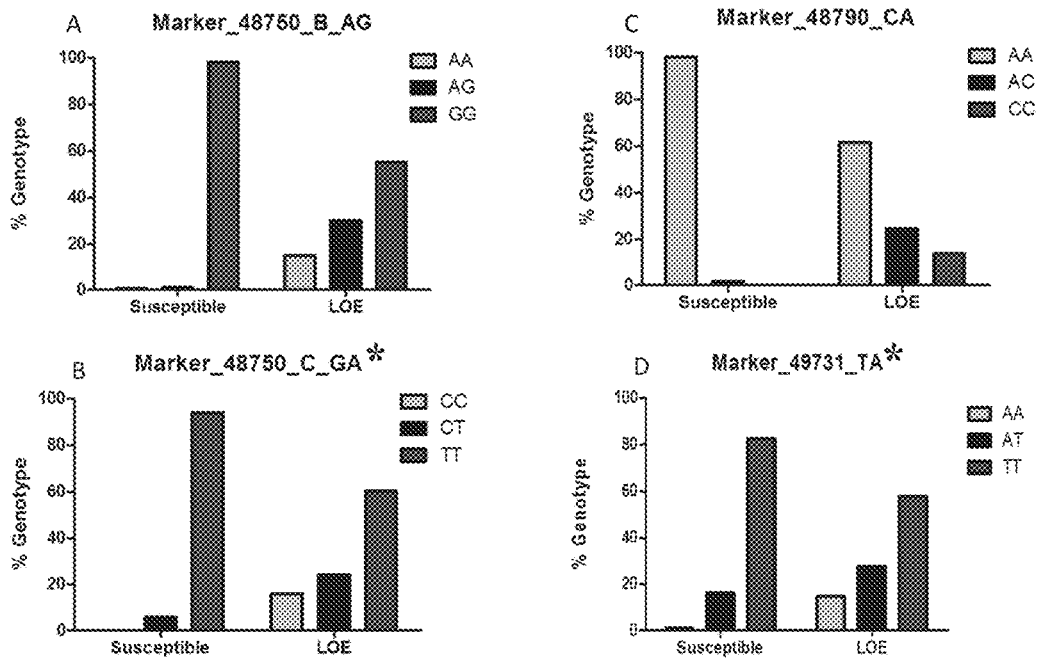 A
Marker_48750_B_AG
% Genotype
100
80
60
40
20
0
Susceptible
LOE
AA
AG
GG
C
Marker_48790_CA
% Genotype
100
80
60
40
20
0
Susceptible
LOE
AA
AC
CC
B
Marker_48750_C_GA*
% Genotype
100
80
60
40
20
0
Susceptible
LOE
CC
CT
TT
D
Marker_49731_TA*
% Genotype
100
80
60
40
20
0
Susceptible
LOE
AA
AT
TT